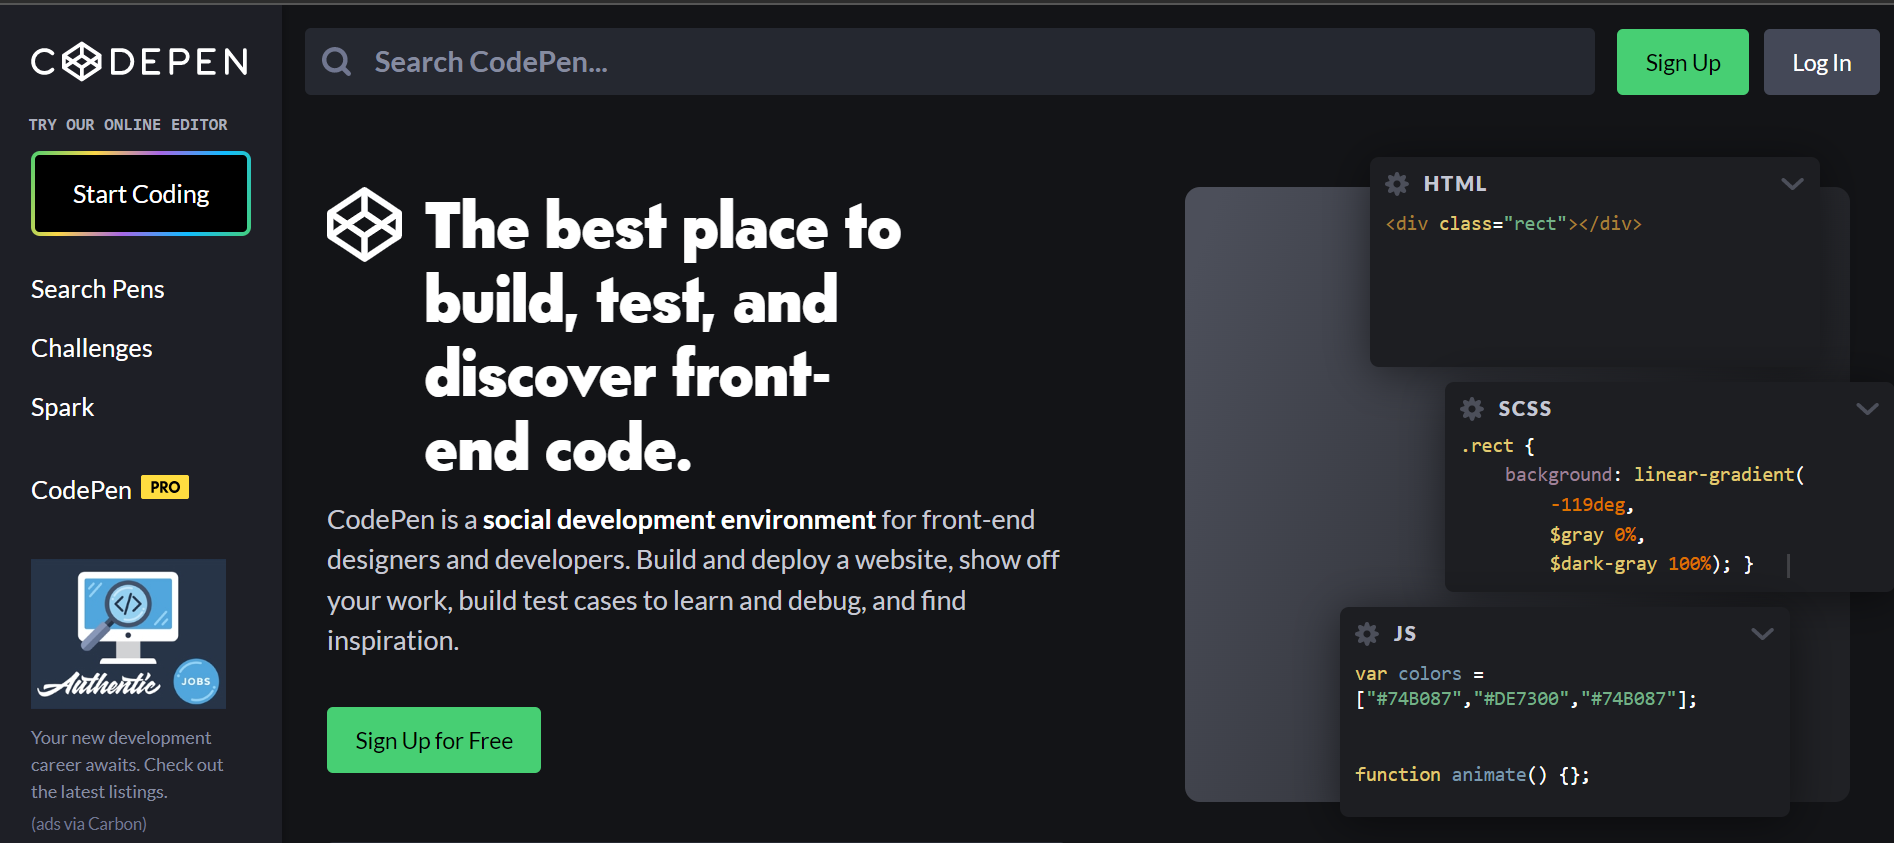 CODEPEN
TRY OUR ONLINE EDITOR
Start Coding
Search Pens
Challenges
Spark
CodePen PRO
</>
Authentic JOBS
Your new development
career awaits. Check out
the latest listings.
(ads via Carbon)
Search CodePen...
Sign Up
Log In
The best place to
build, test, and
discover front-
end code.
CodePen is a social development environment for front-end
designers and developers. Build and deploy a website, show off
your work, build test cases to learn and debug, and find
inspiration.
Sign Up for Free
HTML
<div class="rect"></div>
SCSS
.rect {
background: linear-gradient(
-119deg,
$gray 0%,
$dark-gray 100%); }
JS
var colors =
["#74B087","#DE7300","#74B087"];
function animate() {};